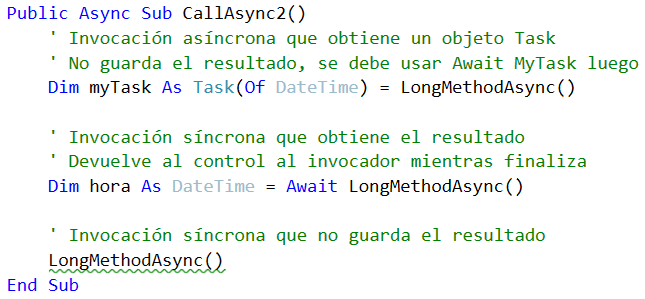 Public Async Sub CallAsync2()
' Invocación asíncrona que obtiene un objeto Task
' No guarda el resultado, se debe usar Await MyTask luego
Dim myTask As Task(Of DateTime) = LongMethodAsync()
' Invocación síncrona que obtiene el resultado
' Devuelve al control al invocador mientras finaliza
Dim hora As DateTime = Await LongMethodAsync()
' Invocación síncrona que no guarda el resultado
LongMethodAsync()
End Sub